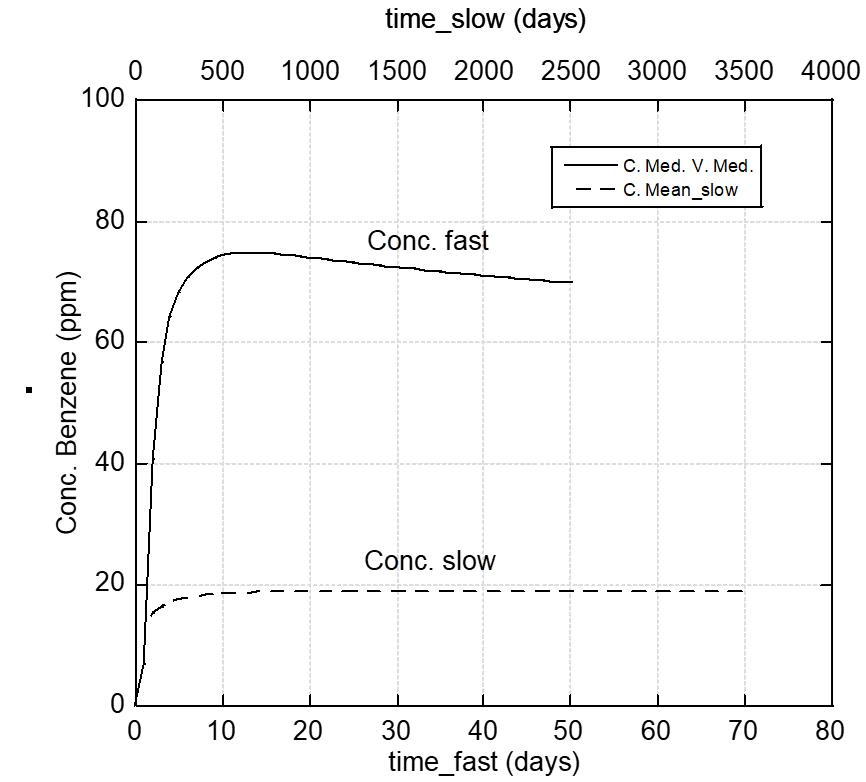 time_slow (days)
0 500 1000 1500 2000 2500 3000 3500 4000
100
C. Med. V. Med.
C. Mean_slow
80
Conc. fast
60
Conc. Benzene (ppm)
40
Conc. slow
20
0
0 10 20 30 40 50 60 70 80
time_fast (days)